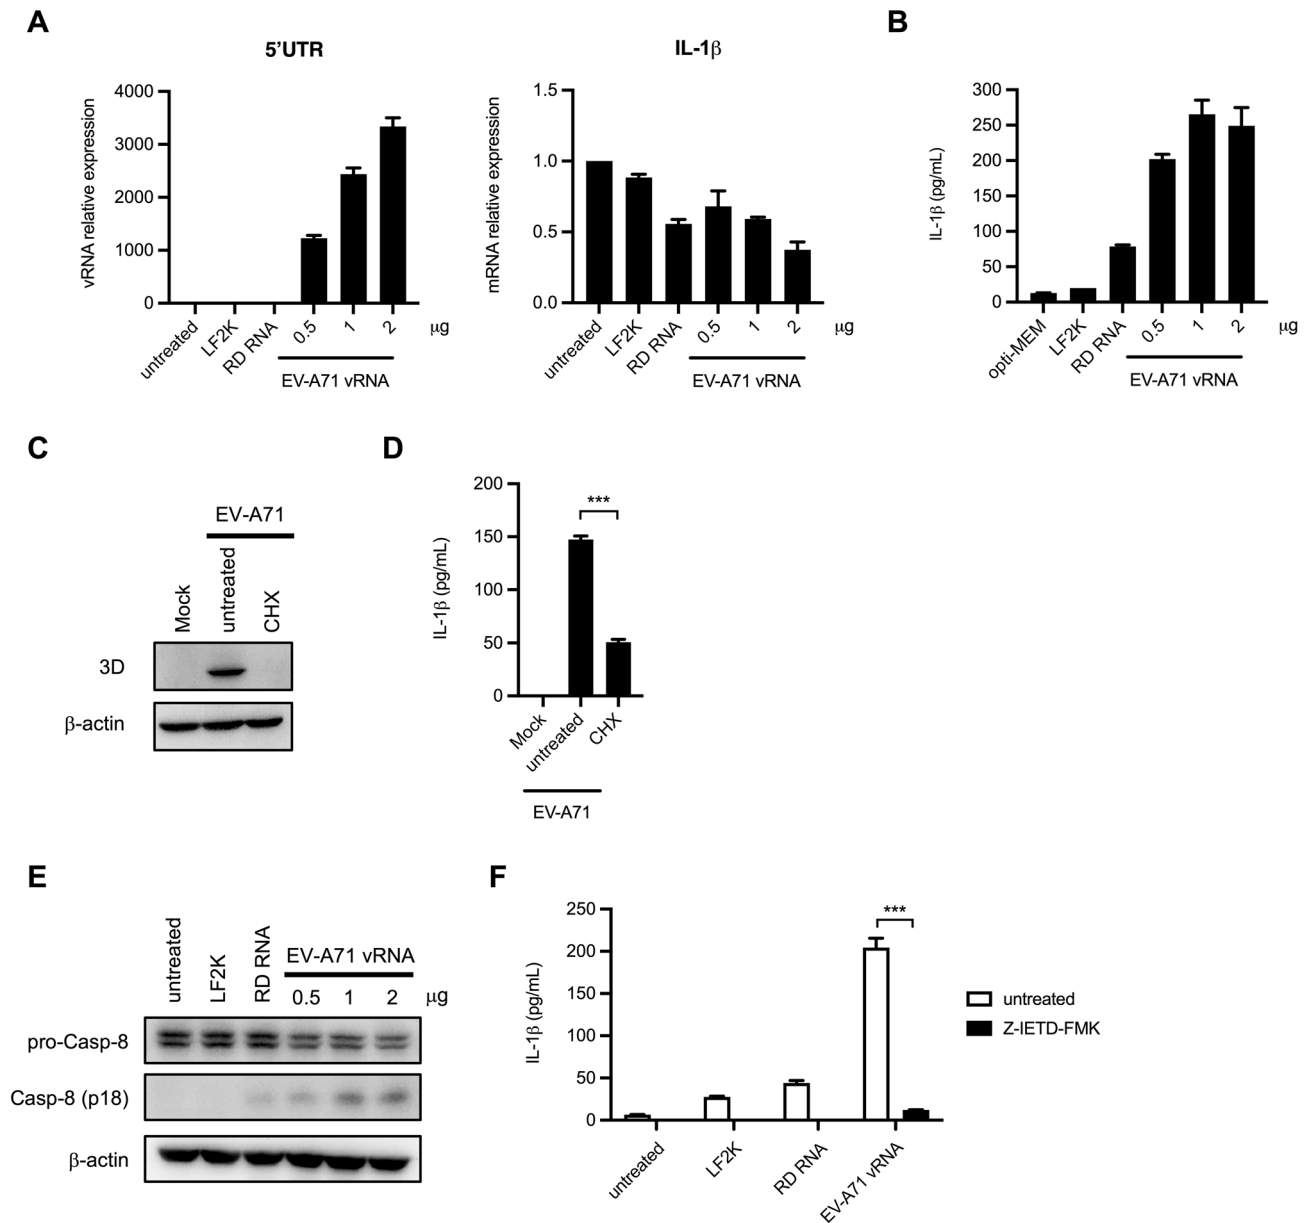 A
B
5'UTR
IL-1β
vRNA relative expression
4000
3000
2000
1000
0
untreated
LF2K
RD RNA
0.5
1
2
μg
EV-A71 vRNA
mRNA relative expression
1.5
1.0
0.5
0.0
untreated
LF2K
RD RNA
0.5
1
2
μg
EV-A71 vRNA
IL-1β (pg/mL)
300
250
200
150
100
50
0
opti-MEM
LF2K
RD RNA
0.5
1
2
μg
EV-A71 vRNA
C
EV-A71
Mock
untreated
CHX
3D
β-actin
D
IL-1β (pg/mL)
200
150
100
50
0
***
Mock
untreated
CHX
EV-A71
E
untreated
LF2K
RD RNA
EV-A71 vRNA
0.5
1
2
μg
pro-Casp-8
Casp-8 (p18)
β-actin
F
IL-1β (pg/mL)
250
200
150
100
50
0
***
untreated
LF2K
RD RNA
EV-A71 vRNA
untreated
Z-IETD-FMK